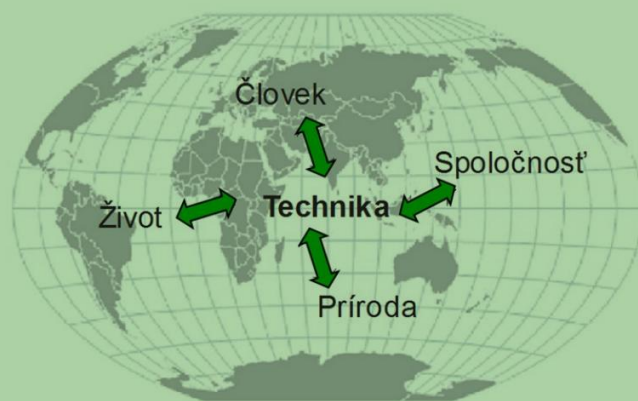 Človek
Spoločnosť
Život
Technika
Príroda